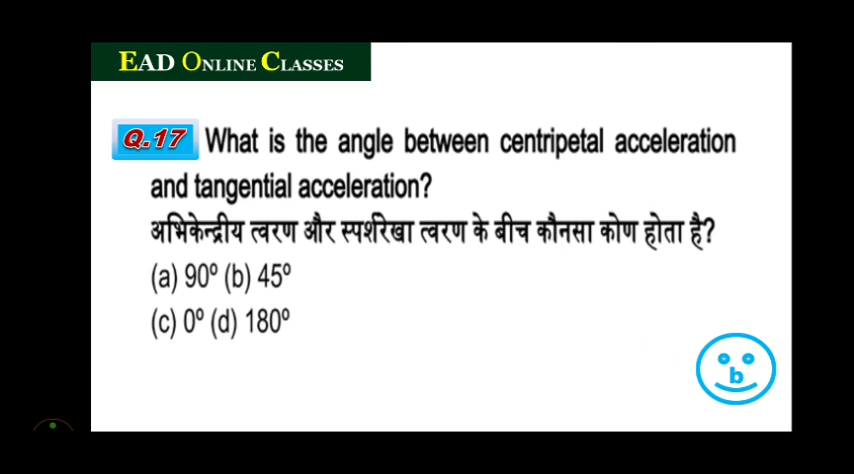 EAD ONLINE CLASSES
Q.17 What is the angle between centripetal acceleration
and tangential acceleration?
अभिकेन्द्रीय त्वरण और स्पर्शरेखा त्वरण के बीच कौनसा कोण होता है?
(a) 90º (b) 45º
(c) 0º (d) 180º
b